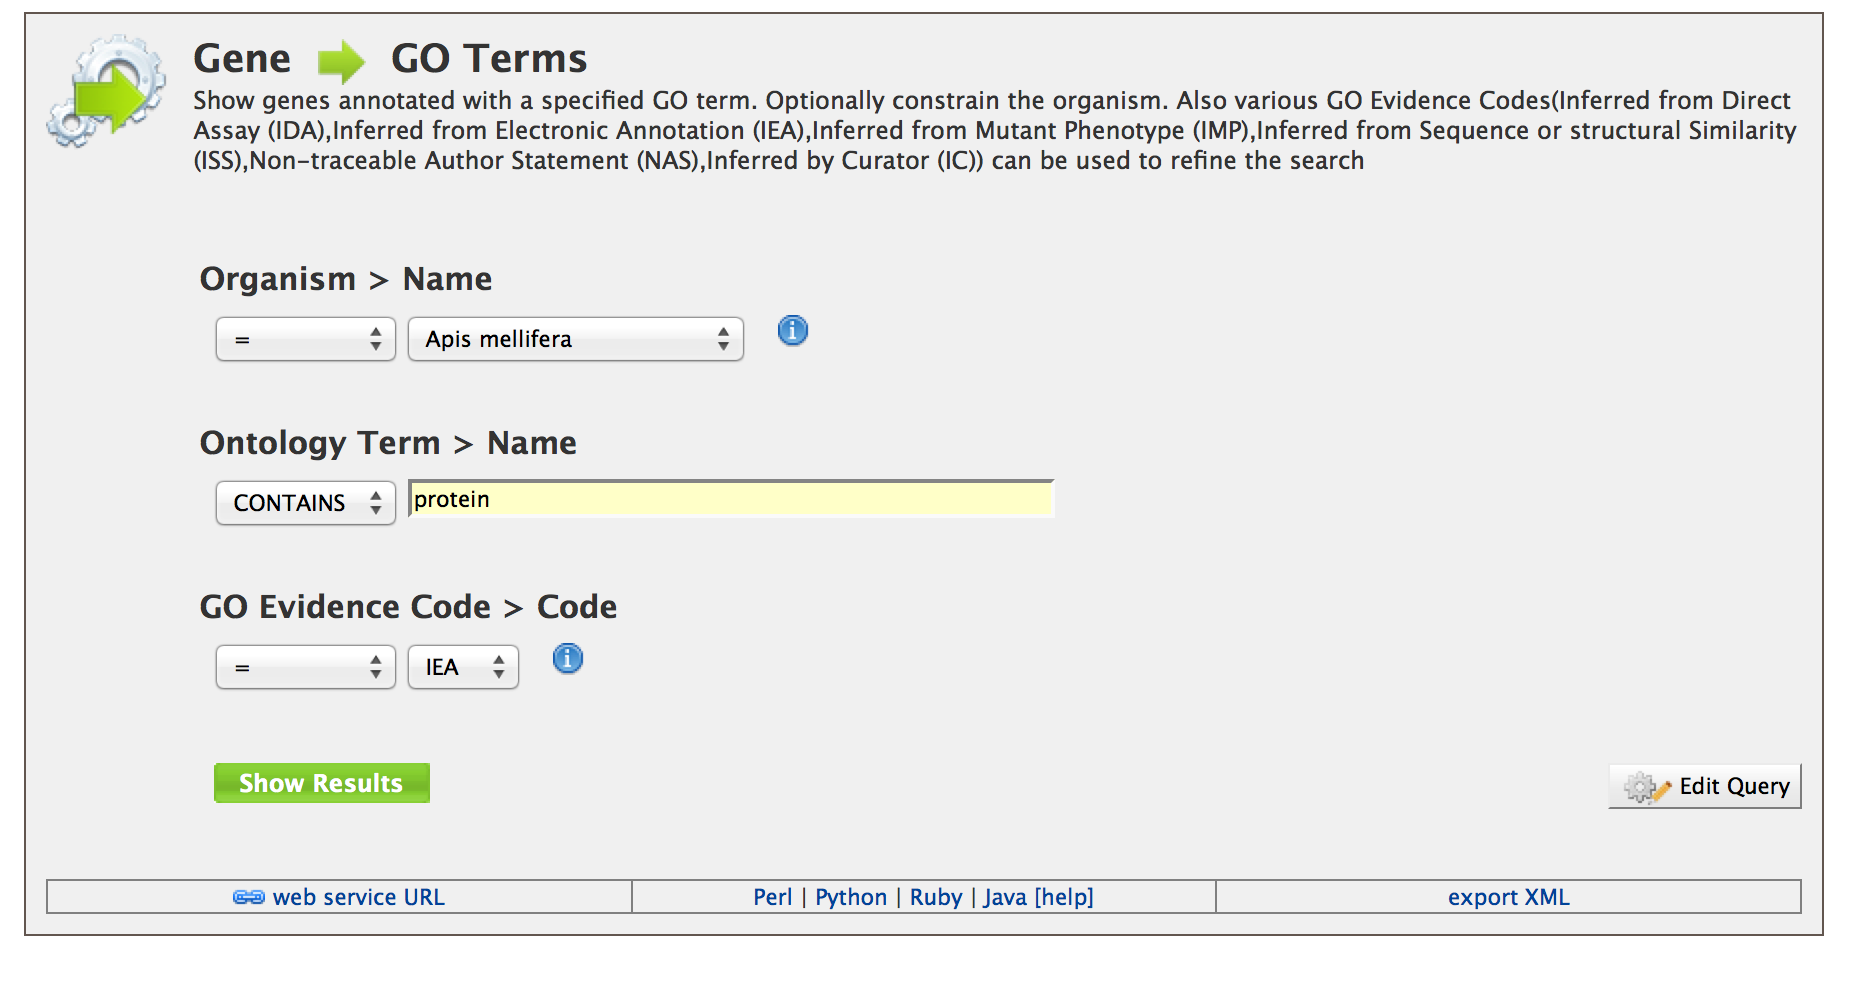 Gene GO Terms
Show genes annotated with a specified GO term. Optionally constrain the organism. Also various GO Evidence Codes(Inferred from Direct
Assay (IDA),Inferred from Electronic Annotation (IEA),Inferred from Mutant Phenotype (IMP),Inferred from Sequence or structural Similarity
(ISS),Non-traceable Author Statement (NAS),Inferred by Curator (IC)) can be used to refine the search
Organism > Name
= Apis mellifera
Ontology Term > Name
CONTAINS protein
GO Evidence Code > Code
= IEA
Show Results Edit Query
web service URL Perl | Python | Ruby | Java [help] export XML